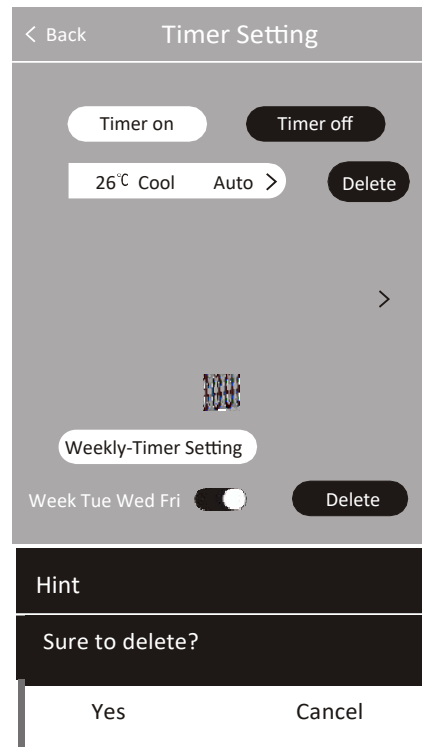 < Back Timer Setting
Timer on Timer off
26℃ Cool Auto > Delete
>
Weekly-Timer Setting
Week Tue Wed Fri Delete
Hint
Sure to delete?
Yes Cancel